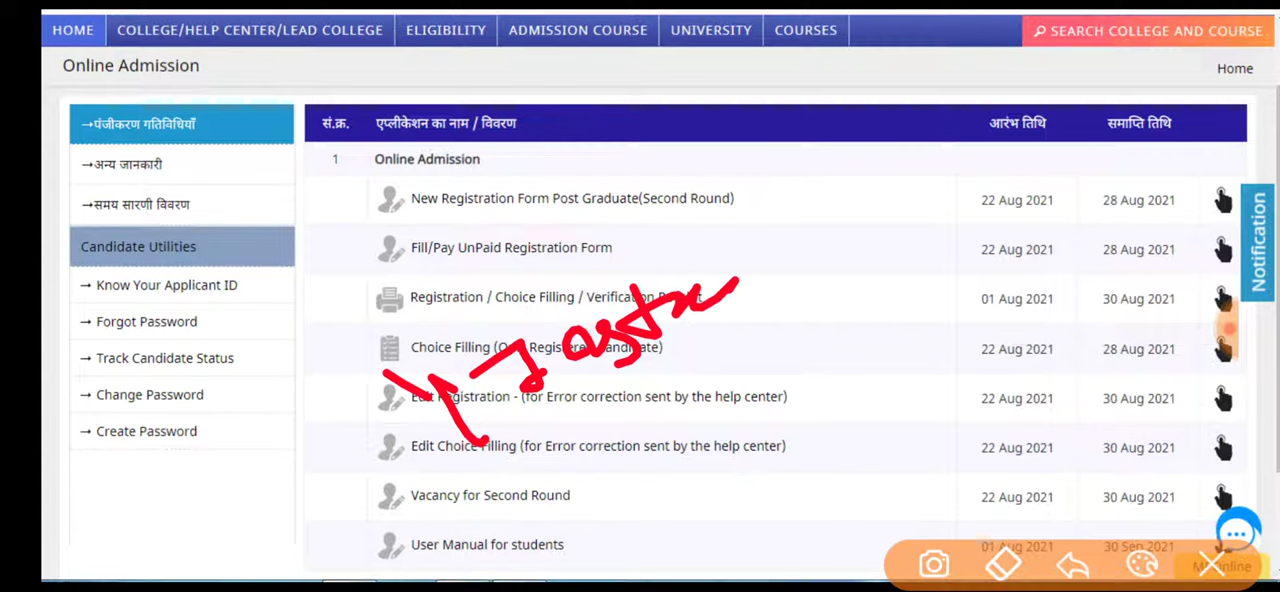 HOME COLLEGE/HELP CENTER/LEAD COLLEGE ELIGIBILITY ADMISSION COURSE UNIVERSITY COURSES SEARCH COLLEGE AND COURSE
Online Admission Home
→पंजीकरण गतिविधियाँ
→अन्य जानकारी
→समय सारणी विवरण
Candidate Utilities
→ Know Your Applicant ID
→ Forgot Password
→ Track Candidate Status
→ Change Password
→ Create Password
सं.क्र. एप्लीकेशन का नाम / विवरण आरंभ तिथि समाप्ति तिथि
1 Online Admission
New Registration Form Post Graduate(Second Round) 22 Aug 2021 28 Aug 2021
Fill/Pay UnPaid Registration Form 22 Aug 2021 28 Aug 2021
Registration / Choice Filling / Verification 01 Aug 2021 30 Aug 2021
Choice Filling (Only Registered Candidate) 22 Aug 2021 28 Aug 2021
Edit Registration - (for Error correction sent by the help center) 22 Aug 2021 30 Aug 2021
Edit Choice Filling (for Error correction sent by the help center) 22 Aug 2021 30 Aug 2021
Vacancy for Second Round 22 Aug 2021 30 Aug 2021
User Manual for students 01 Aug 2021 30 Sep 2021
Notification